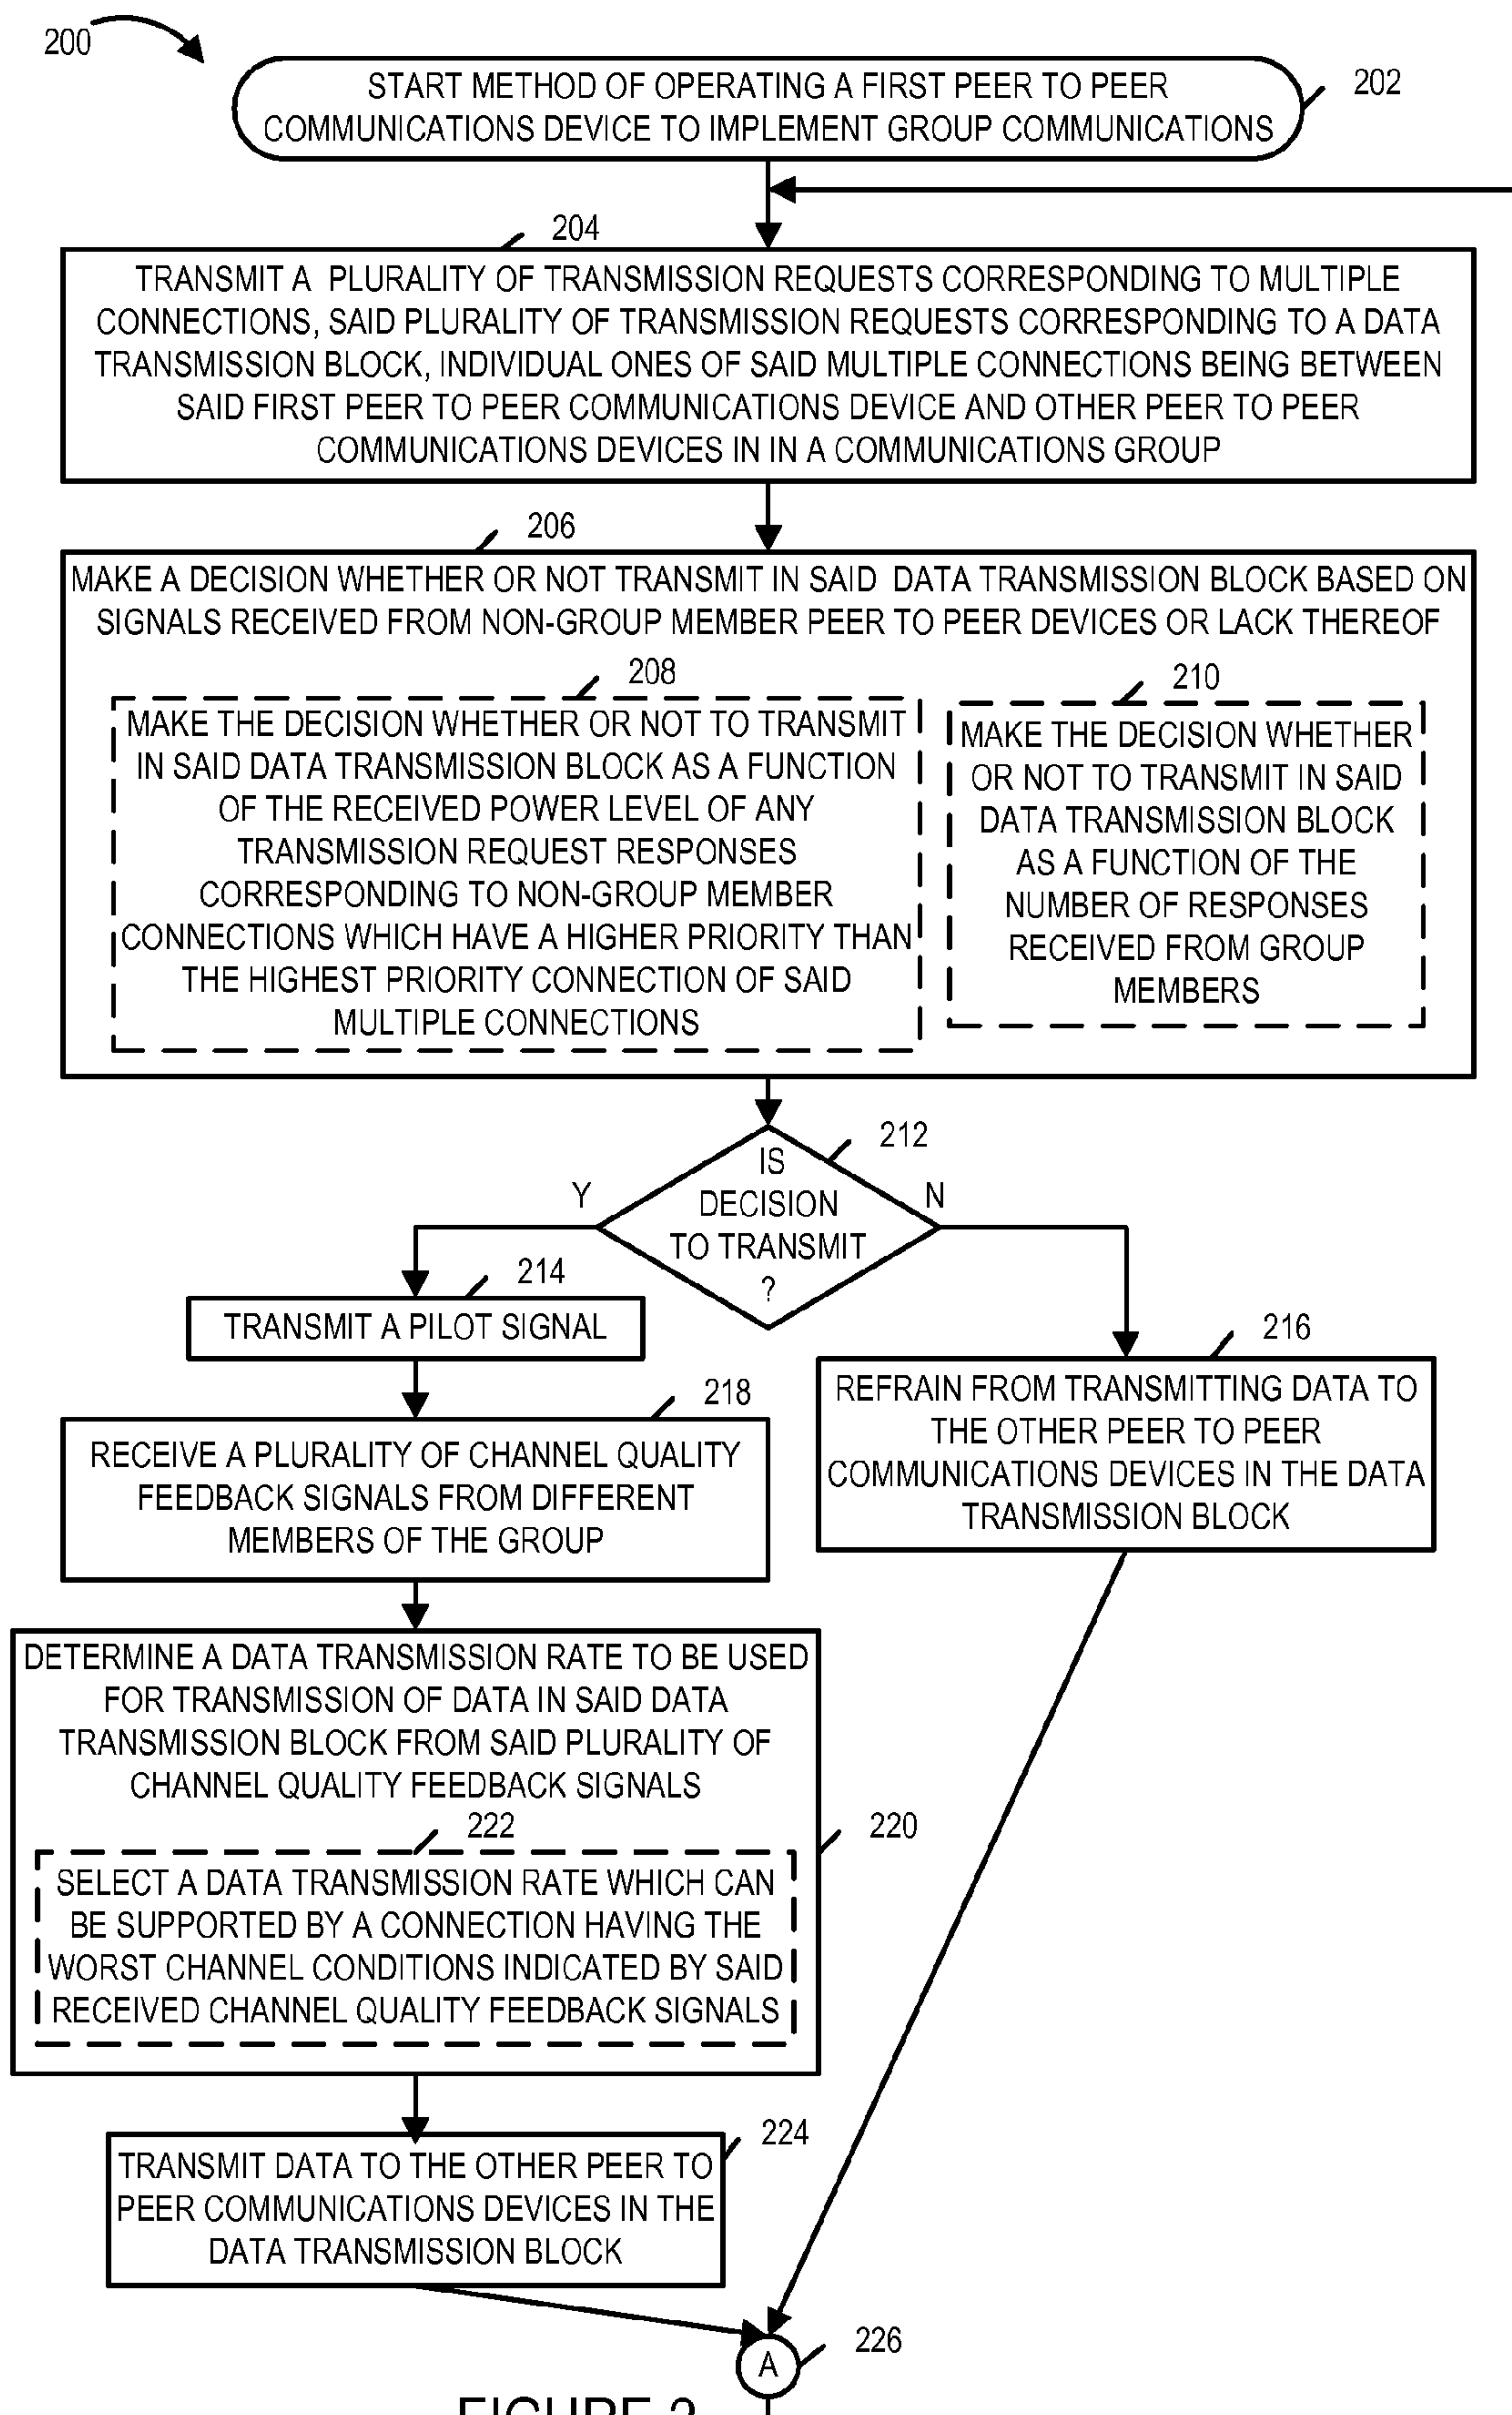 200
START METHOD OF OPERATING A FIRST PEER TO PEER
COMMUNICATIONS DEVICE TO IMPLEMENT GROUP COMMUNICATIONS
202
204
TRANSMIT A PLURALITY OF TRANSMISSION REQUESTS CORRESPONDING TO MULTIPLE
CONNECTIONS, SAID PLURALITY OF TRANSMISSION REQUESTS CORRESPONDING TO A DATA
TRANSMISSION BLOCK, INDIVIDUAL ONES OF SAID MULTIPLE CONNECTIONS BEING BETWEEN
SAID FIRST PEER TO PEER COMMUNICATIONS DEVICE AND OTHER PEER TO PEER
COMMUNICATIONS DEVICES IN IN A COMMUNICATIONS GROUP
206
MAKE A DECISION WHETHER OR NOT TRANSMIT IN SAID DATA TRANSMISSION BLOCK BASED ON
SIGNALS RECEIVED FROM NON-GROUP MEMBER PEER TO PEER DEVICES OR LACK THEREOF
208
MAKE THE DECISION WHETHER OR NOT TO TRANSMIT
IN SAID DATA TRANSMISSION BLOCK AS A FUNCTION
OF THE RECEIVED POWER LEVEL OF ANY
TRANSMISSION REQUEST RESPONSES
CORRESPONDING TO NON-GROUP MEMBER
CONNECTIONS WHICH HAVE A HIGHER PRIORITY THAN
THE HIGHEST PRIORITY CONNECTION OF SAID
MULTIPLE CONNECTIONS
210
MAKE THE DECISION WHETHER
OR NOT TO TRANSMIT IN SAID
DATA TRANSMISSION BLOCK
AS A FUNCTION OF THE
NUMBER OF RESPONSES
RECEIVED FROM GROUP
MEMBERS
212
IS
DECISION
TO TRANSMIT
?
Y
N
214
TRANSMIT A PILOT SIGNAL
216
REFRAIN FROM TRANSMITTING DATA TO
THE OTHER PEER TO PEER
COMMUNICATIONS DEVICES IN THE DATA
TRANSMISSION BLOCK
218
RECEIVE A PLURALITY OF CHANNEL QUALITY
FEEDBACK SIGNALS FROM DIFFERENT
MEMBERS OF THE GROUP
DETERMINE A DATA TRANSMISSION RATE TO BE USED
FOR TRANSMISSION OF DATA IN SAID DATA
TRANSMISSION BLOCK FROM SAID PLURALITY OF
CHANNEL QUALITY FEEDBACK SIGNALS
220
222
SELECT A DATA TRANSMISSION RATE WHICH CAN
BE SUPPORTED BY A CONNECTION HAVING THE
WORST CHANNEL CONDITIONS INDICATED BY SAID
RECEIVED CHANNEL QUALITY FEEDBACK SIGNALS
224
TRANSMIT DATA TO THE OTHER PEER TO
PEER COMMUNICATIONS DEVICES IN THE
DATA TRANSMISSION BLOCK
226
A
FIGURE